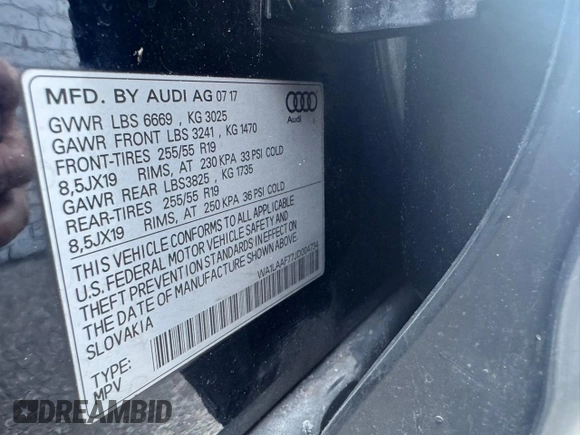 MFD. BY AUDI AG 07 17
Audi
GVWR LBS 6669 , KG 3025
GAWR FRONT LBS 3241 , KG 1470
FRONT-TIRES 255/55 R19
8,5JX19 RIMS, AT 230 KPA 33 PSI COLD
GAWR REAR LBS3825 , KG 1735
REAR-TIRES 255/55 R19
8,5JX19 RIMS, AT 250 KPA 36 PSI COLD
THIS VEHICLE CONFORMS TO ALL APPLICABLE
U.S. FEDERAL MOTOR VEHICLE SAFETY AND
THEFT PREVENTION STANDARDS IN EFFECT ON
THE DATE OF MANUFACTURE SHOWN ABOVE
SLOVAKIA
TYPE:
MPV
DREAMBID